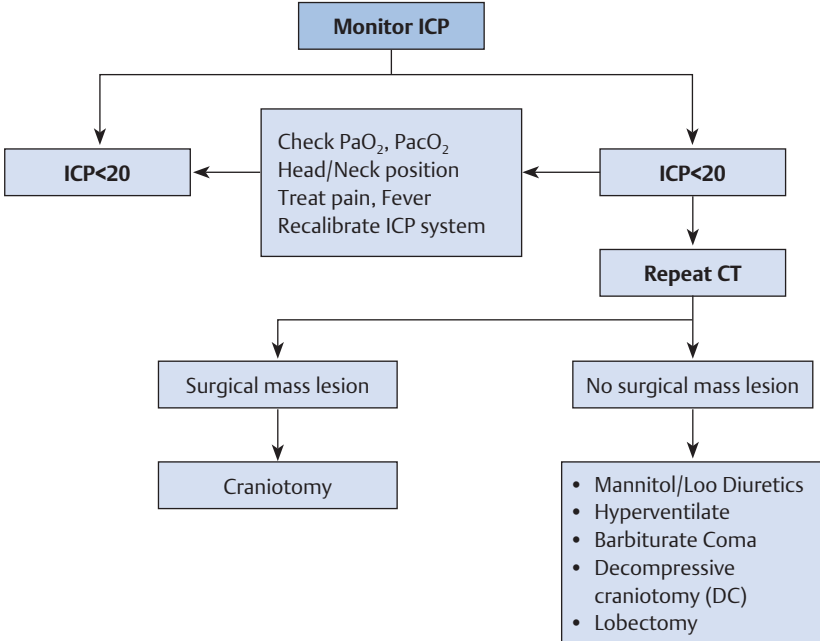 Monitor ICP
ICP<20
Check PaO₂, PacO₂
Head/Neck position
Treat pain, Fever
Recalibrate ICP system
ICP<20
Repeat CT
Surgical mass lesion
No surgical mass lesion
Craniotomy
• Mannitol/Loo Diuretics
• Hyperventilate
• Barbiturate Coma
• Decompressive
craniotomy (DC)
• Lobectomy